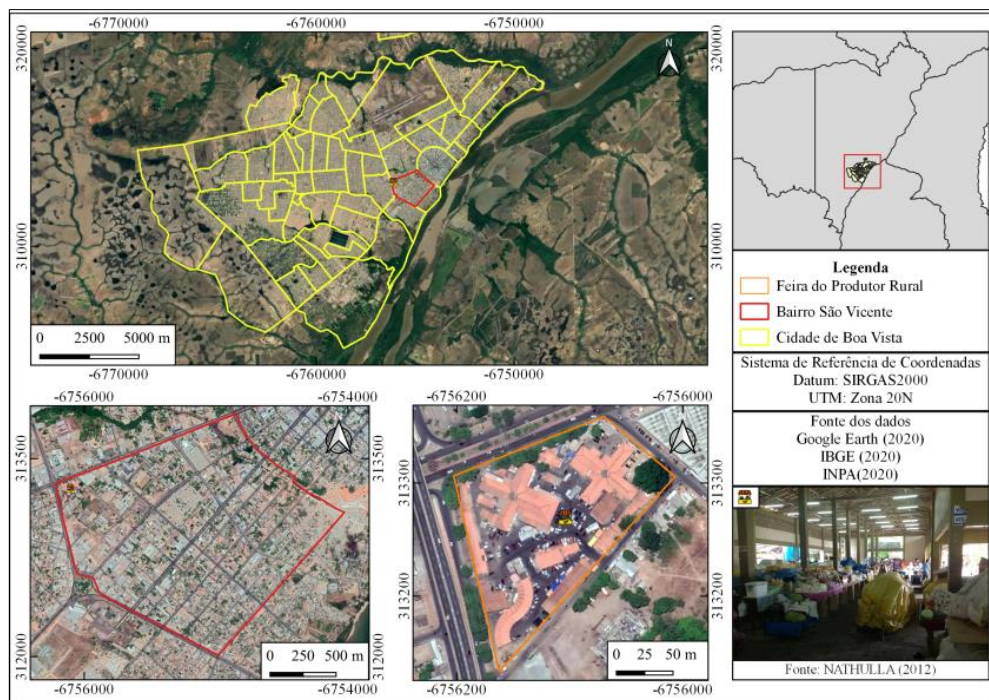 -6770000
-6760000
-6750000
320000
320000
N
310000
310000
0
2500
5000 m
-6770000
-6760000
-6750000
Legenda
Feira do Produtor Rural
Bairro São Vicente
Cidade de Boa Vista
Sistema de Referência de Coordenadas
Datum: SIRGAS2000
UTM: Zona 20N
Fonte dos dados
Google Earth (2020)
IBGE (2020)
INPA(2020)
-6756000
-6754000
313500
313500
312000
312000
0
250
500 m
-6756000
-6754000
-6756200
-6756000
313300
313300
313200
313200
0
25
50 m
-6756200
-6756000
Fonte: NATHULLA (2012)